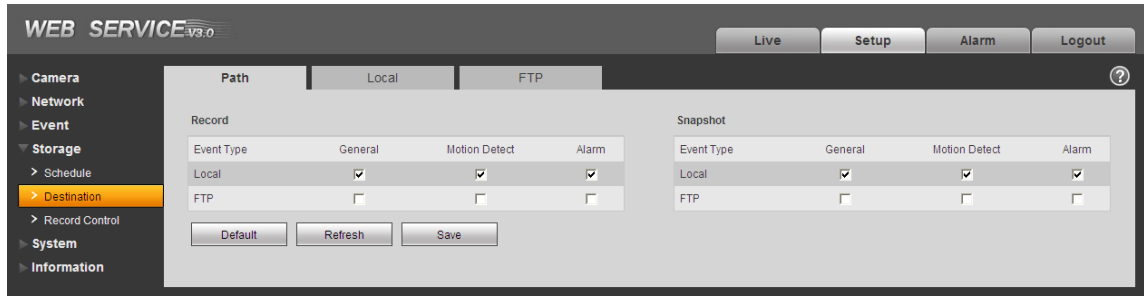 WEB SERVICE V3.0
Live Setup Alarm Logout
Camera
Network
Event
Storage
> Schedule
> Destination
> Record Control
System
Information
Path Local FTP
?
Record
Event Type General Motion Detect Alarm
Local
FTP
Default Refresh Save
Snapshot
Event Type General Motion Detect Alarm
Local
FTP